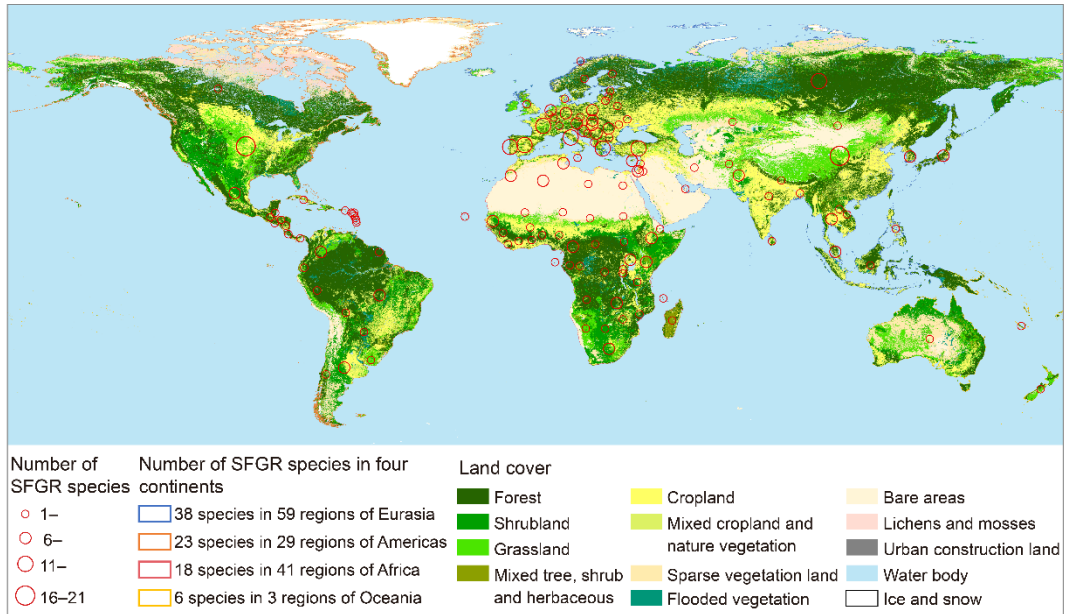 Number of
SFGR species
1–
6–
11–
16–21
Number of SFGR species in four
continents
38 species in 59 regions of Eurasia
23 species in 29 regions of Americas
18 species in 41 regions of Africa
6 species in 3 regions of Oceania
Land cover
Forest
Shrubland
Grassland
Mixed tree, shrub
and herbaceous
Cropland
Mixed cropland and
nature vegetation
Sparse vegetation land
Flooded vegetation
Bare areas
Lichens and mosses
Urban construction land
Water body
Ice and snow